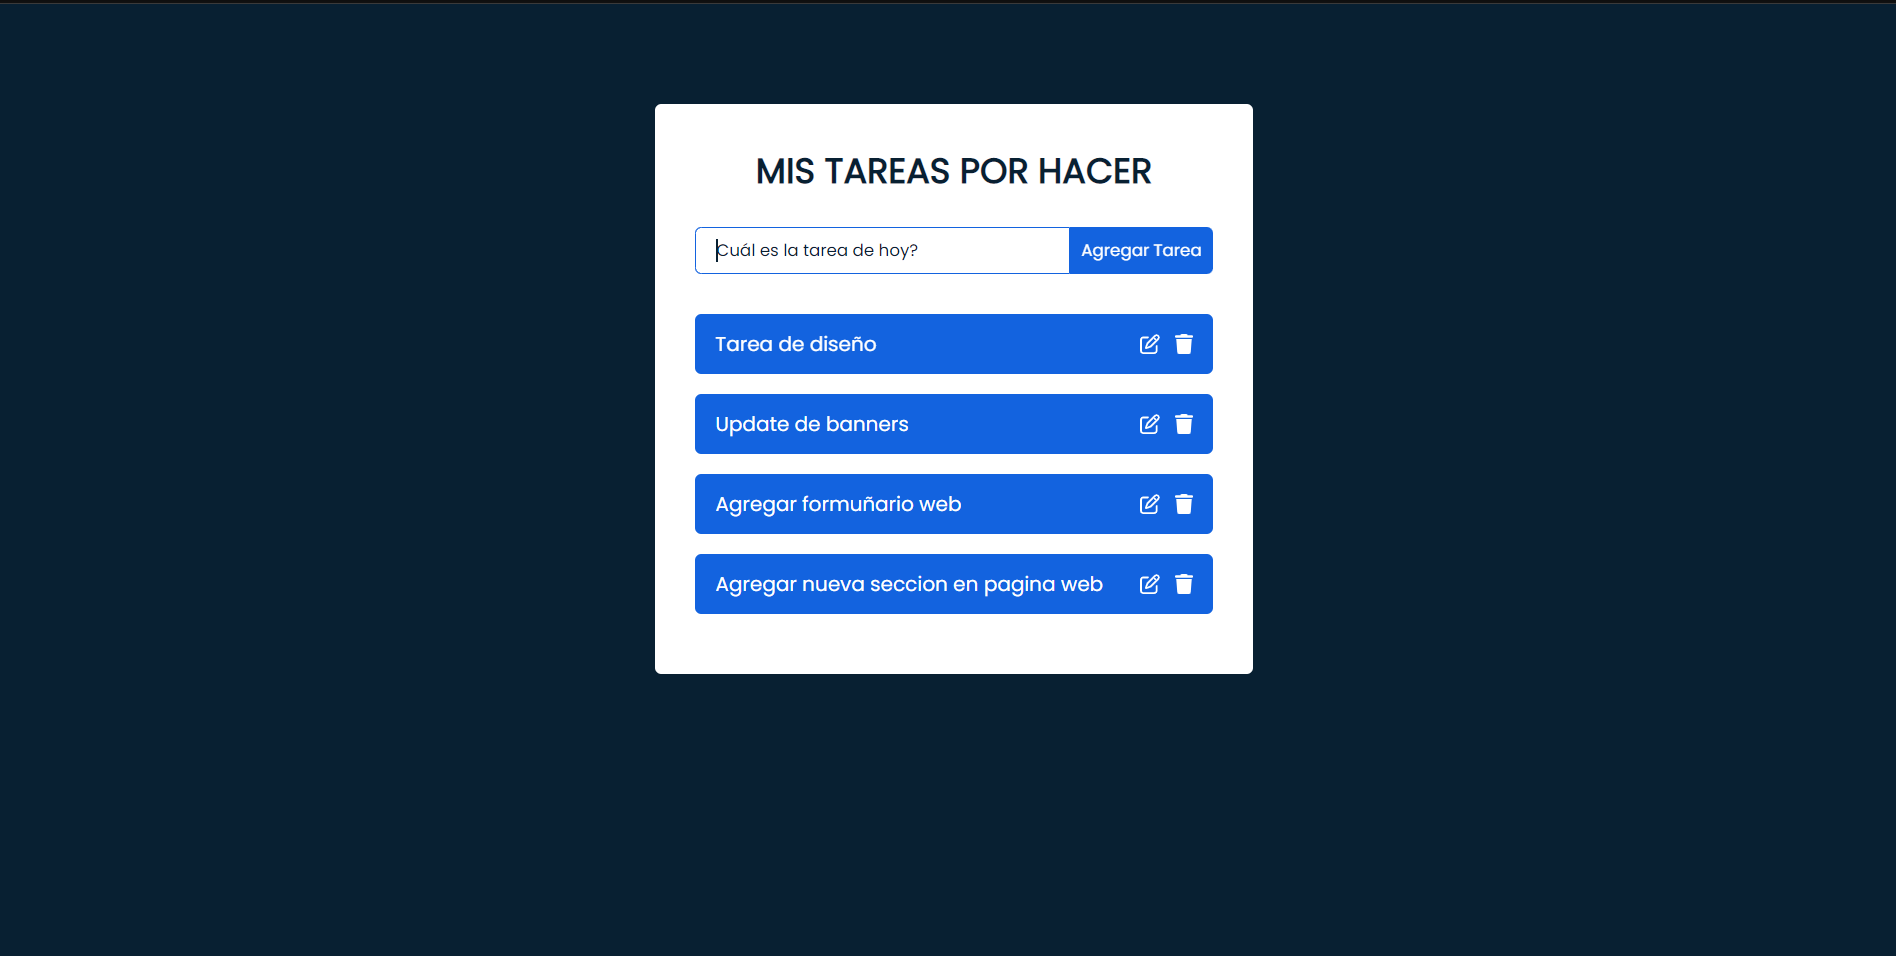 MIS TAREAS POR HACER
Cuál es la tarea de hoy?
Agregar Tarea
Tarea de diseño
Update de banners
Agregar formuñario web
Agregar nueva seccion en pagina web